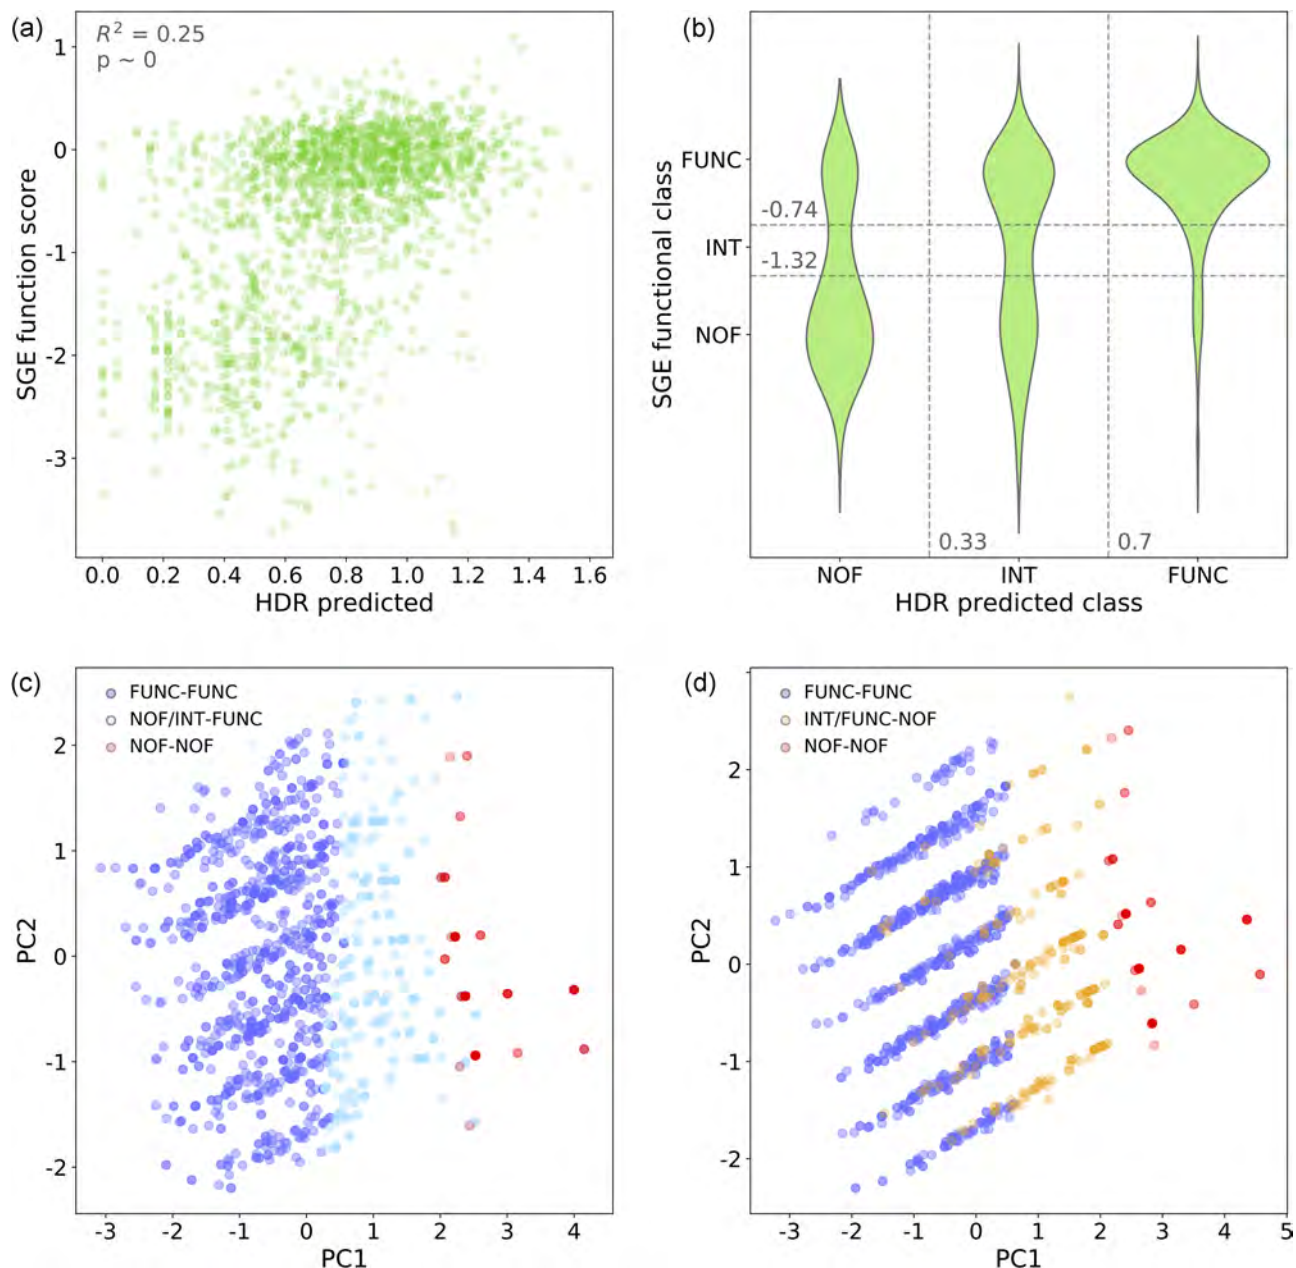 (a)
R² = 0.25
p ~ 0
1
0
-1
-2
-3
SGE function score
0.0 0.2 0.4 0.6 0.8 1.0 1.2 1.4 1.6
HDR predicted
(b)
FUNC
-0.74
INT
-1.32
NOF
SGE functional class
0.33
0.7
NOF INT FUNC
HDR predicted class
(c)
FUNC-FUNC
NOF/INT-FUNC
NOF-NOF
2
1
0
-1
-2
PC2
-3 -2 -1 0 1 2 3 4
PC1
(d)
FUNC-FUNC
INT/FUNC-NOF
NOF-NOF
2
1
0
-1
-2
PC2
-3 -2 -1 0 1 2 3 4 5
PC1